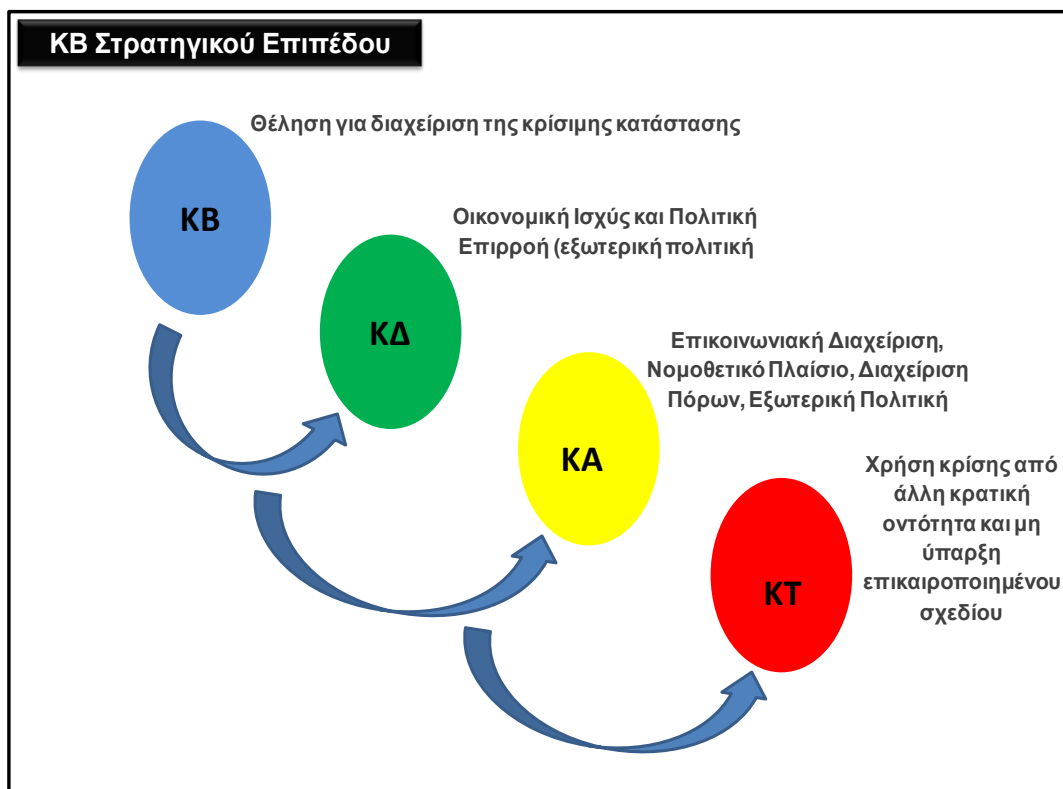 ΚΒ Στρατηγικού Επιπέδου
Θέληση για διαχείριση της κρίσιμης κατάστασης
ΚΒ
Οικονομική Ισχύς και Πολιτική
Επιρροή (εξωτερική πολιτική
ΚΔ
Επικοινωνιακή Διαχείριση,
Νομοθετικό Πλαίσιο, Διαχείριση
Πόρων, Εξωτερική Πολιτική
ΚΑ
Χρήση κρίσης από
άλλη κρατική
οντότητα και μη
ύπαρξη
επικαιροποιημένου
σχεδίου
ΚΤ